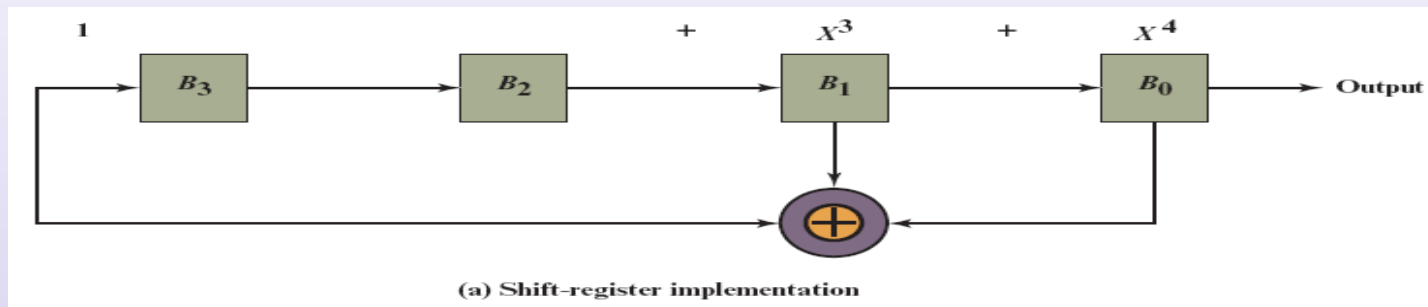 1 + X³ + X⁴
B₃ B₂ B₁ B₀ Output
(a) Shift-register implementation